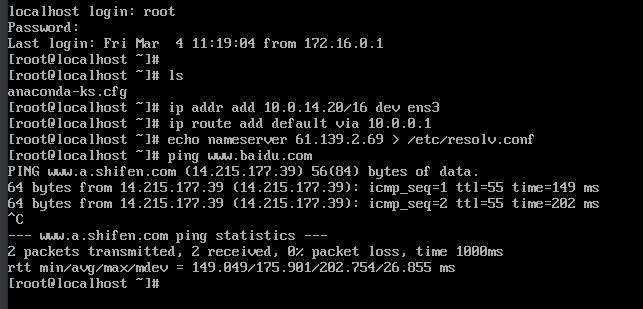 localhost login: root
Password:
Last login: Fri Mar  4 11:19:04 from 172.16.0.1
[root@localhost ~]#
[root@localhost ~]# ls
anaconda-ks.cfg
[root@localhost ~]# ip addr add 10.0.14.20/16 dev ens3
[root@localhost ~]# ip route add default via 10.0.0.1
[root@localhost ~]# echo nameserver 61.139.2.69 > /etc/resolv.conf
[root@localhost ~]# ping www.baidu.com
PING www.a.shifen.com (14.215.177.39) 56(84) bytes of data.
64 bytes from 14.215.177.39 (14.215.177.39): icmp_seq=1 ttl=55 time=149 ms
64 bytes from 14.215.177.39 (14.215.177.39): icmp_seq=2 ttl=55 time=202 ms
^C
--- www.a.shifen.com ping statistics ---
2 packets transmitted, 2 received, 0% packet loss, time 1000ms
rtt min/avg/max/mdev = 149.049/175.901/202.754/26.855 ms
[root@localhost ~]#